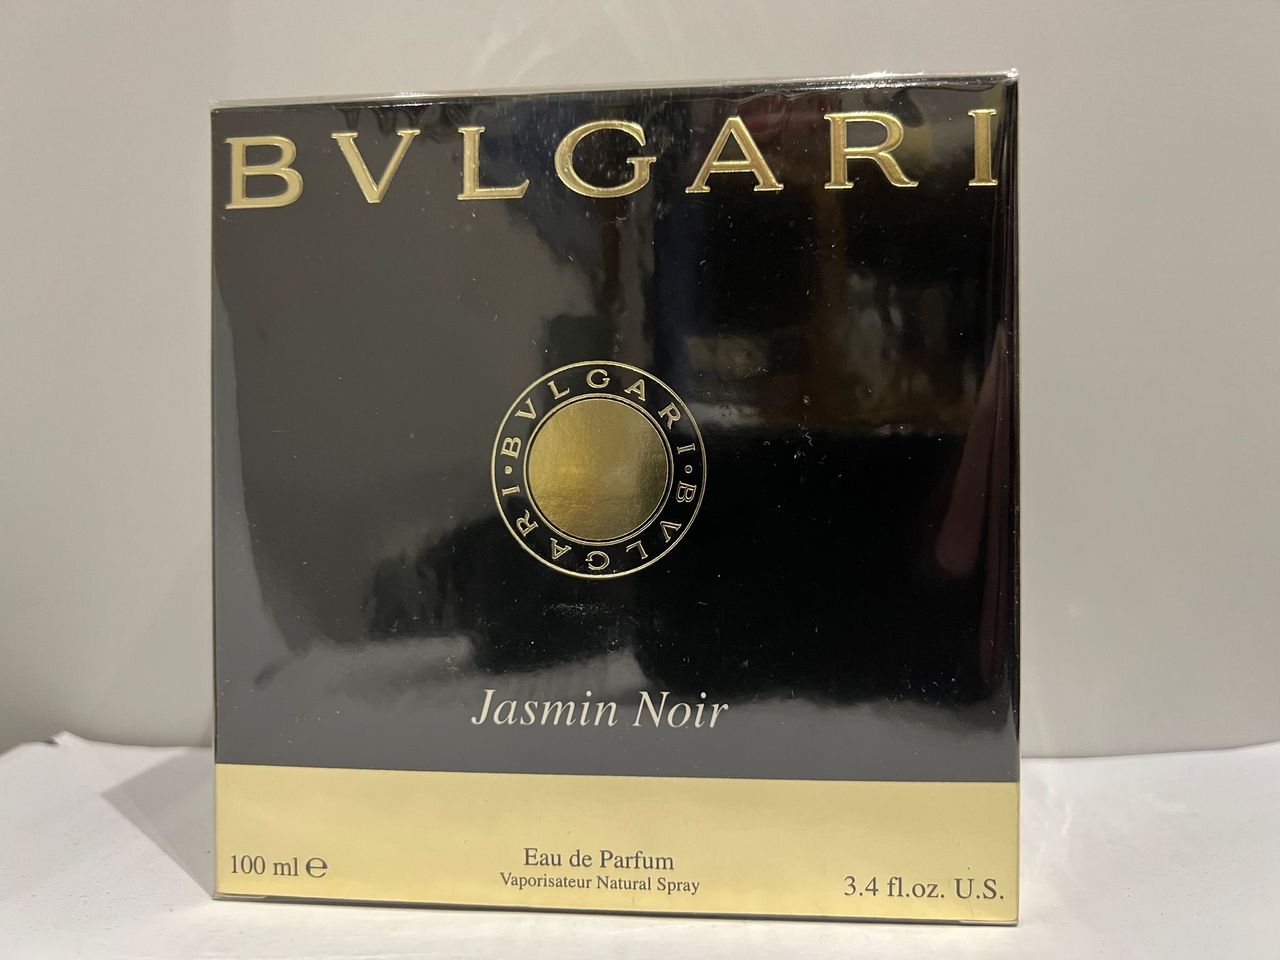 BVLGARI
BVLGARI • BVLGARI •
Jasmin Noir
100 ml ℮
Eau de Parfum
Vaporisateur Natural Spray
3.4 fl.oz. U.S.